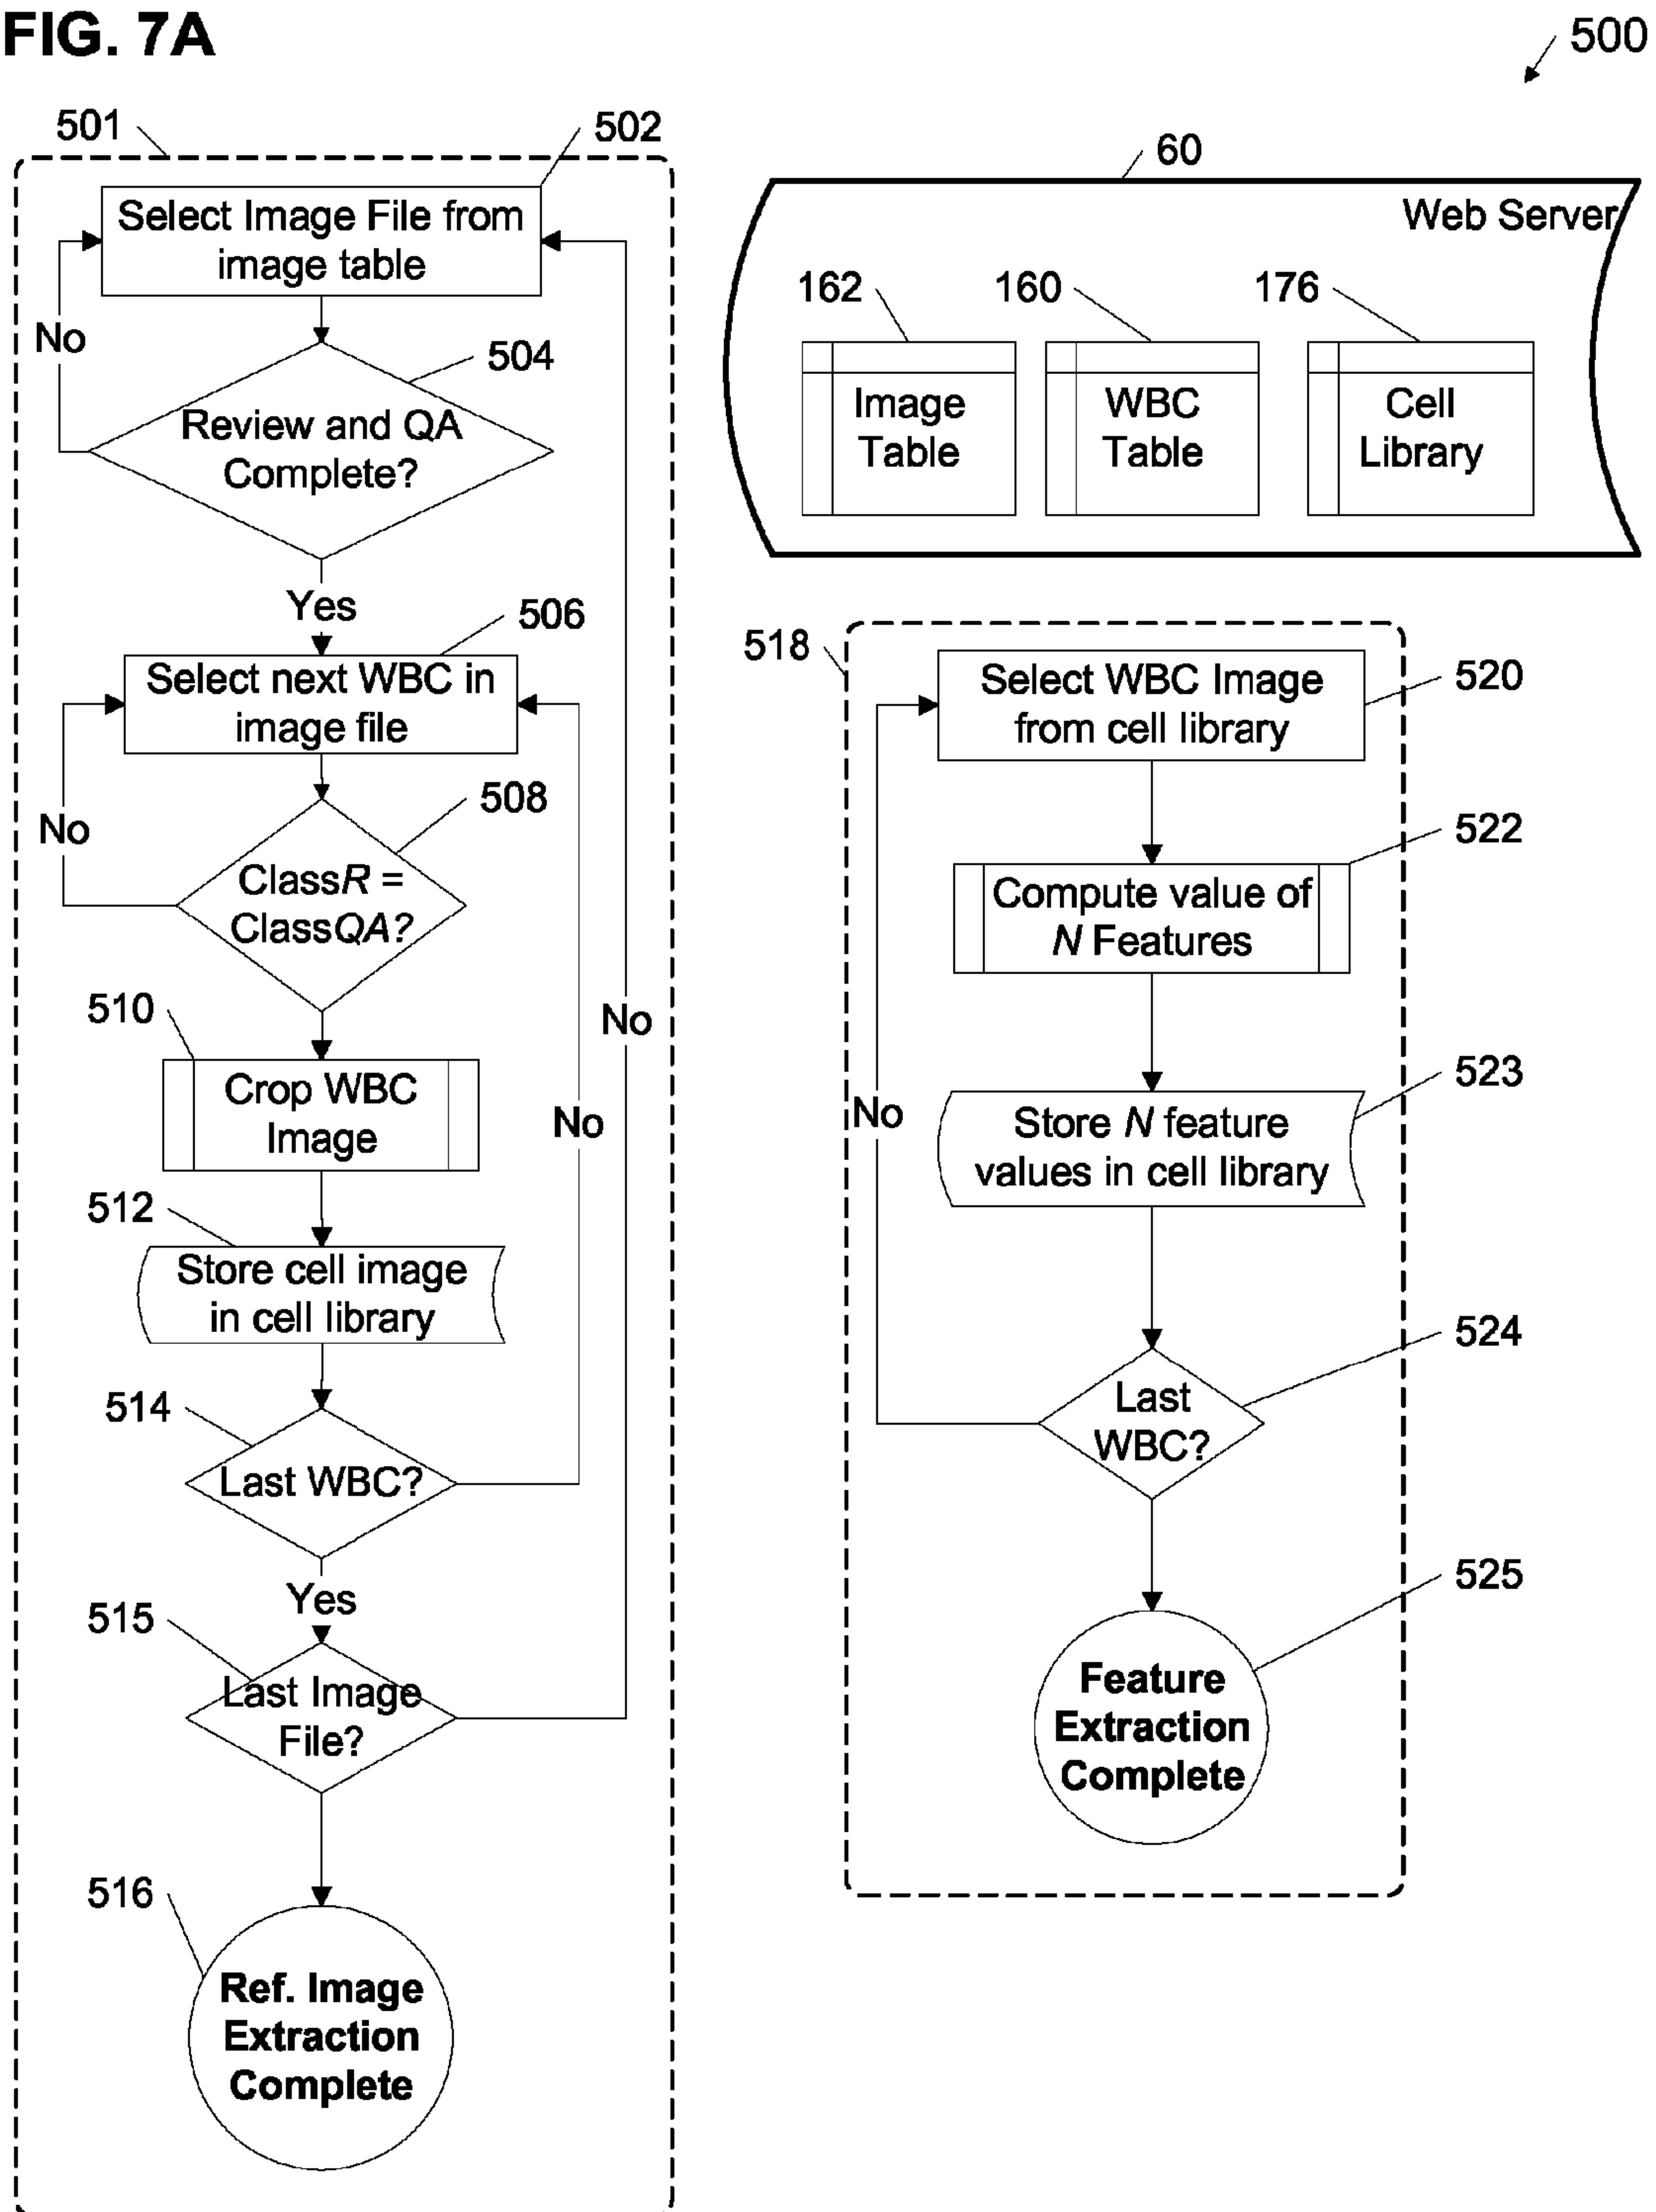 FIG. 7A
500
501
502
Select Image File from
image table
No
504
Review and QA
Complete?
Yes
506
Select next WBC in
image file
No
508
ClassR =
ClassQA?
510
Crop WBC
Image
No
No
512
Store cell image
in cell library
514
Last WBC?
Yes
515
Last Image
File?
516
Ref. Image
Extraction
Complete
60
Web Server
162
160
176
Image
Table
WBC
Table
Cell
Library
518
520
Select WBC Image
from cell library
522
Compute value of
N Features
523
Store N feature
values in cell library
No
524
Last
WBC?
525
Feature
Extraction
Complete